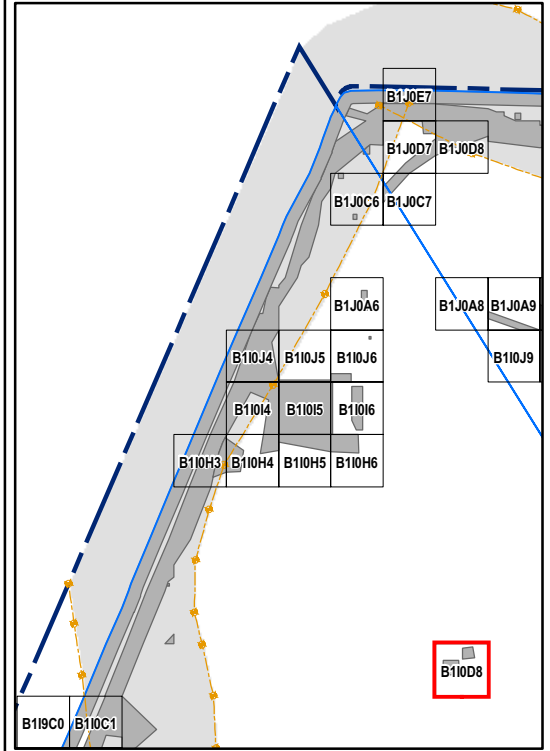 B1J0E7
B1J0D7 B1J0D8
B1J0C6 B1J0C7
B1J0A6 B1J0A8 B1J0A9
B1I0J4 B1I0J5 B1I0J6 B1I0J9
B1I0I4 B1I0I5 B1I0I6
B1I0H3 B1I0H4 B1I0H5 B1I0H6
B1I0D8
B1I9C0 B1I0C1